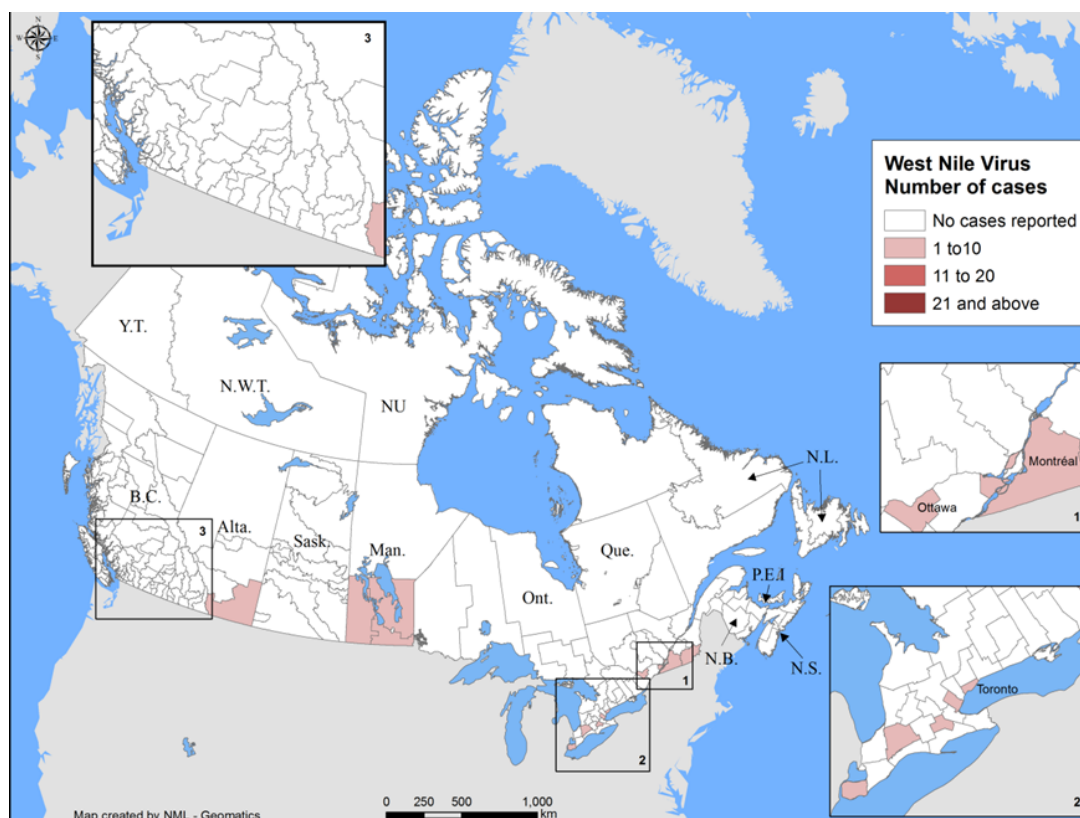 N
W
E
S
3
West Nile Virus
Number of cases
No cases reported
1 to10
11 to 20
21 and above
Y.T.
N.W.T.
NU
B.C.
3
Alta.
Sask.
Man.
Ont.
Que.
N.L.
P.E.I
N.B.
N.S.
1
2
Montréal
Ottawa
1
Toronto
2
0 250 500 1,000
km
Map created by NML - Geomatics